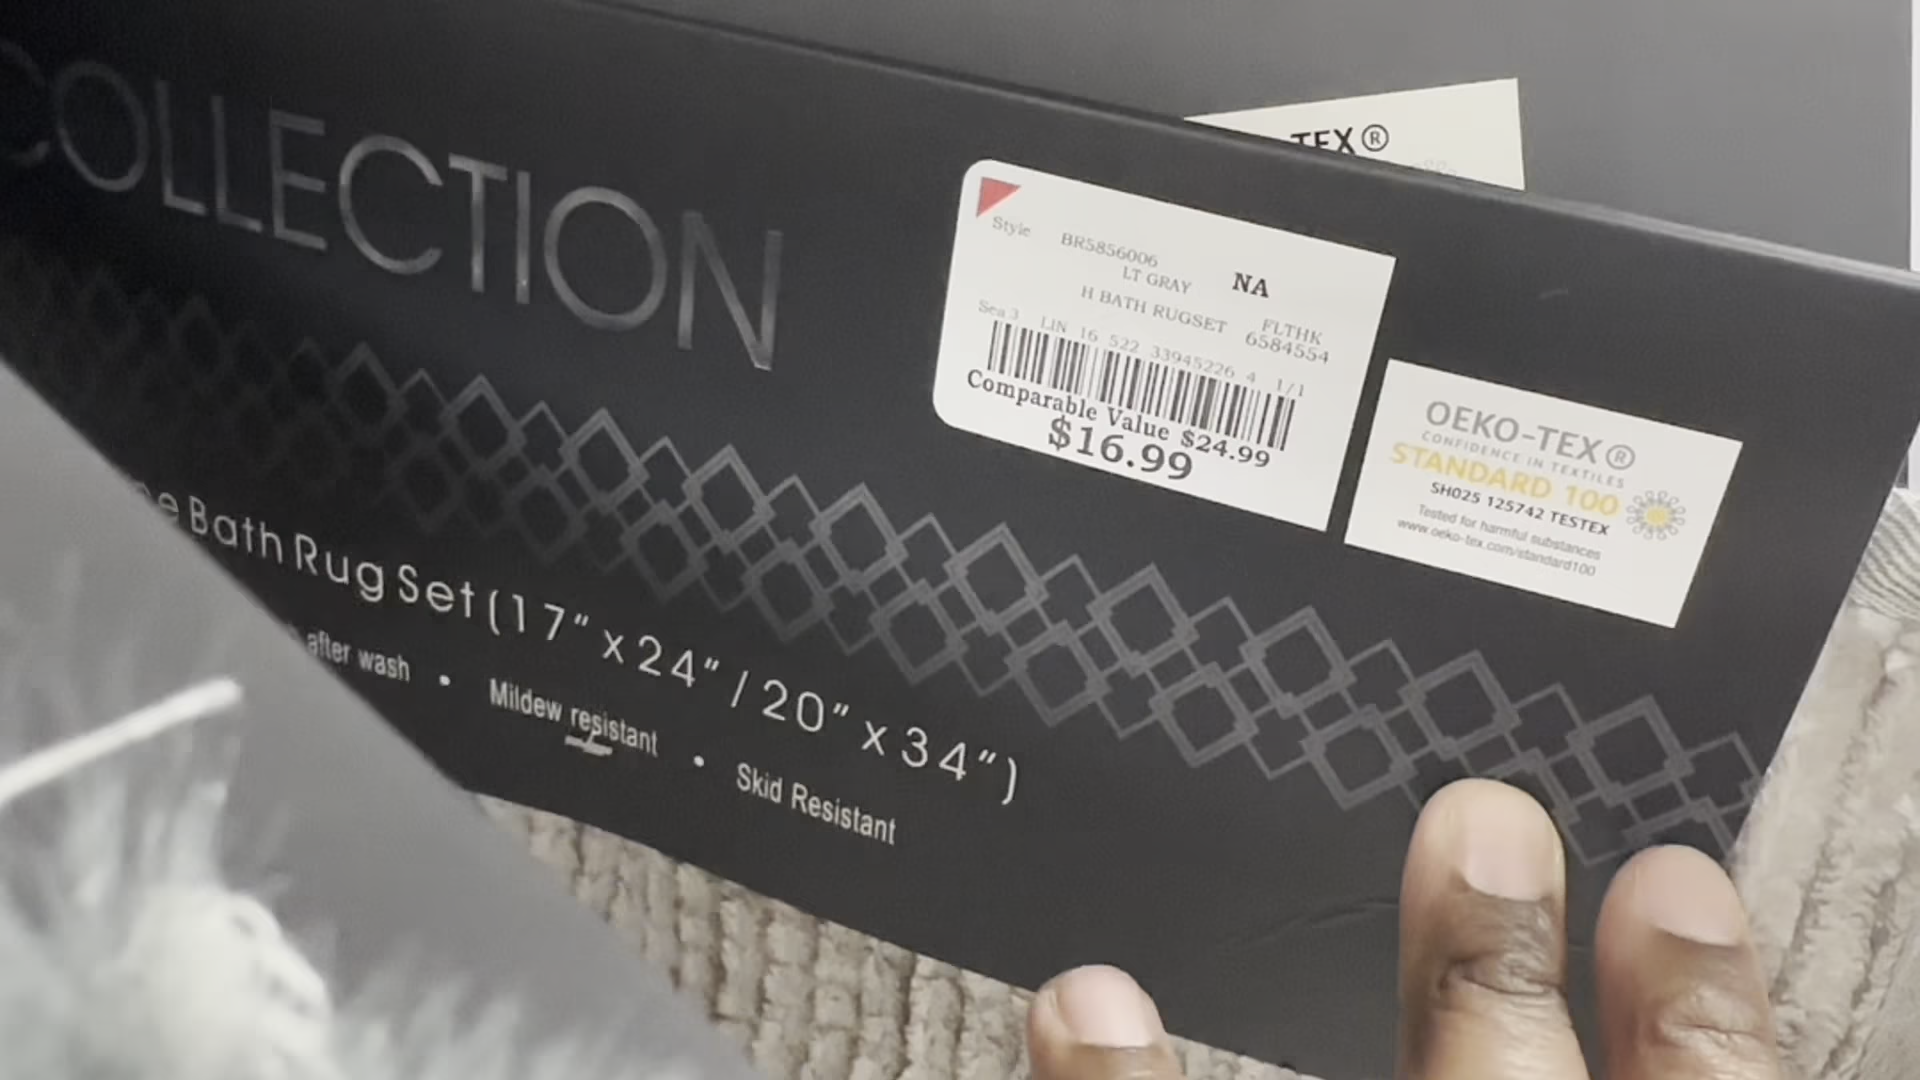 COLLECTION
TEX®
Style BR5856006
LT GRAY NA
H BATH RUGSET FLTHK
6584554
Sea 3 LIN 16 522 33945226 4 1/1
Comparable Value $24.99
$16.99
OEKO-TEX®
CONFIDENCE IN TEXTILES
STANDARD 100
SH025 125742 TESTEX
Tested for harmful substances
www.oeko-tex.com/standard100
Bath Rug Set (17" x 24" / 20" x 34")
after wash • Mildew resistant • Skid Resistant